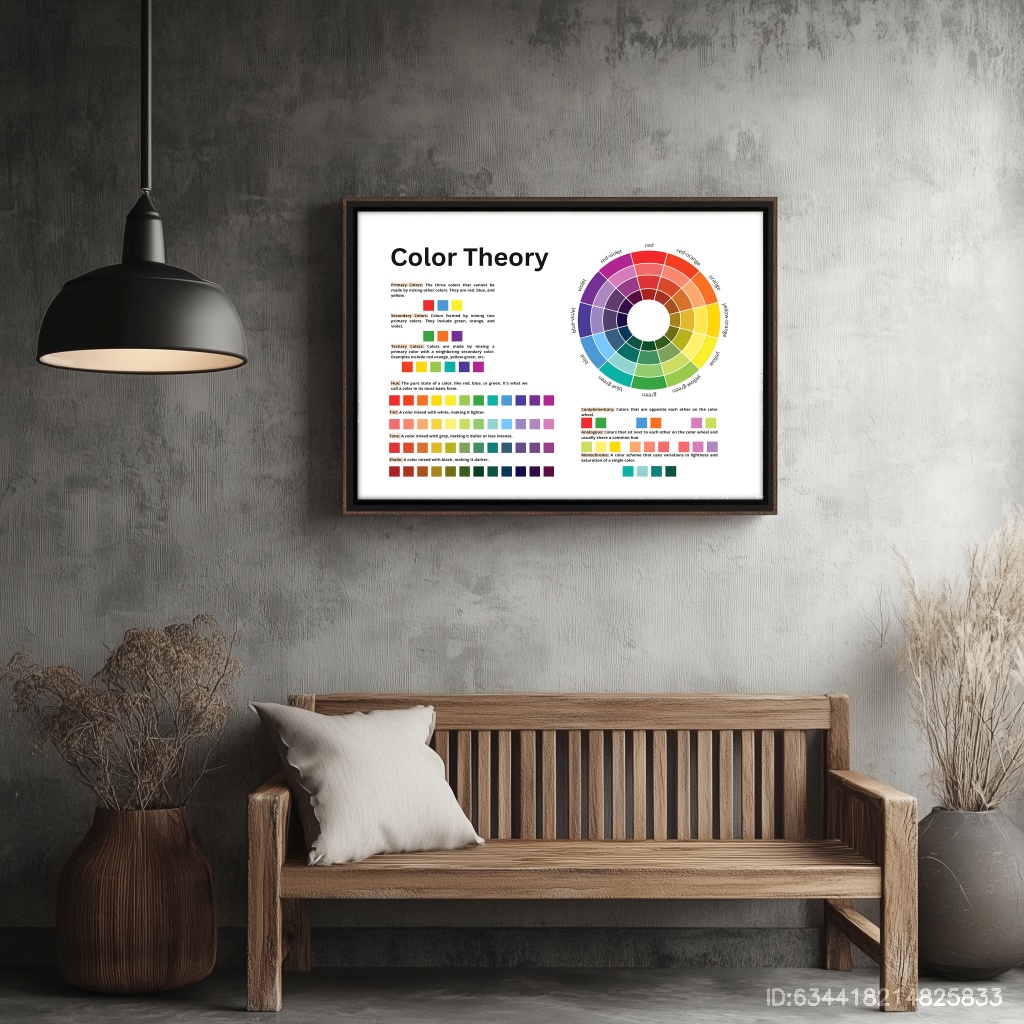 Color Theory
Primary Colors: The three colors that cannot be
made by mixing other colors. They are red, blue, and
yellow.
Secondary Colors: Colors formed by mixing two
primary colors. They include green, orange, and
violet.
Tertiary Colors: Colors are made by mixing a
primary color with a neighboring secondary color.
Examples include red-orange, yellow-green, etc.
Hue: The pure state of a color, like red, blue, or green. It's what we
call a color in its most basic form.
Tint: A color mixed with white, making it lighter.
Tone: A color mixed with grey, making it duller or less intense.
Shade: A color mixed with black, making it darker.
red
red-orange
orange
yellow-orange
yellow
yellow-green
green
blue-green
blue
blue-violet
violet
red-violet
Complementary: Colors that are opposite each other on the color
wheel.
Analogous: Colors that sit next to each other on the color wheel and
usually share a common hue.
Monochrome: A color scheme that uses variations in lightness and
saturation of a single color.
ID:634418214825833